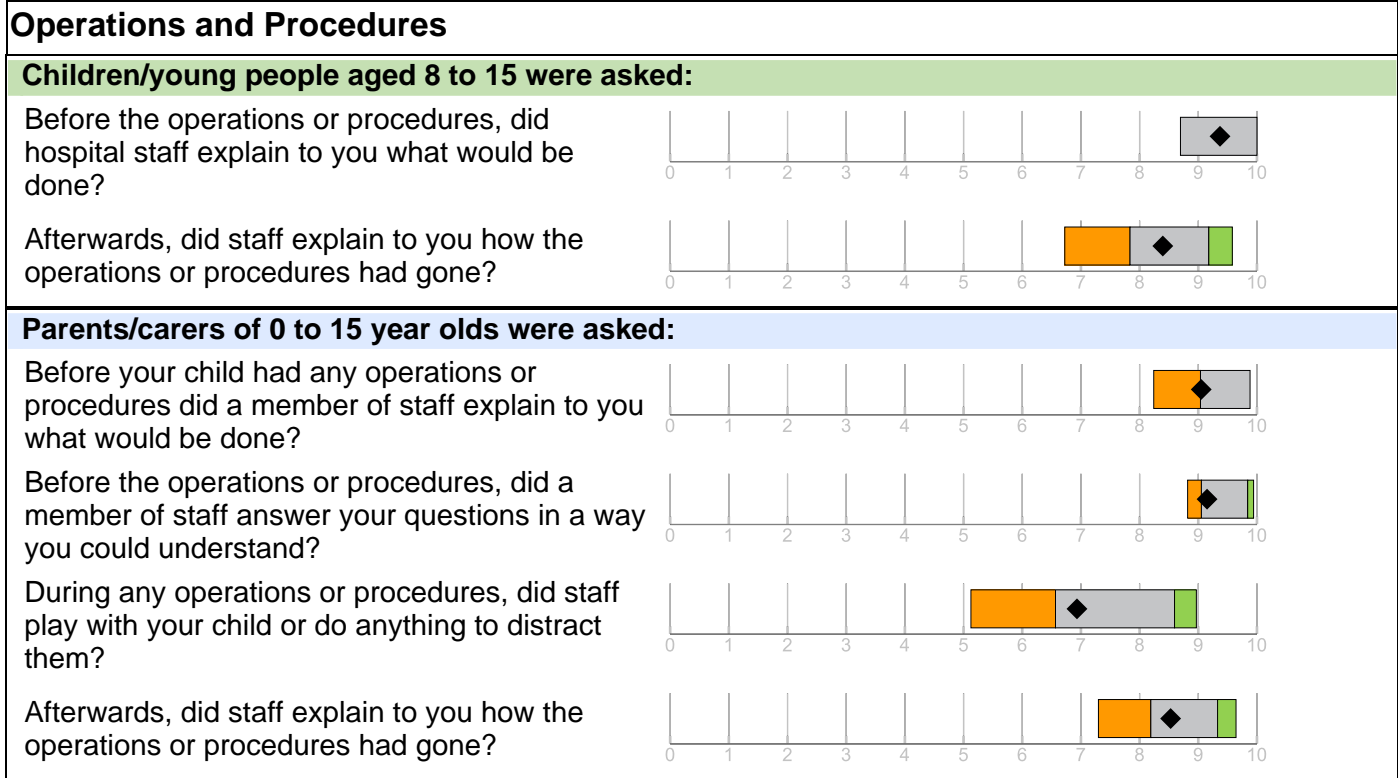 Operations and Procedures
Children/young people aged 8 to 15 were asked:
Before the operations or procedures, did
hospital staff explain to you what would be
done?
0 1 2 3 4 5 6 7 8 9 10
Afterwards, did staff explain to you how the
operations or procedures had gone?
0 1 2 3 4 5 6 7 8 9 10
Parents/carers of 0 to 15 year olds were asked:
Before your child had any operations or
procedures did a member of staff explain to you
what would be done?
0 1 2 3 4 5 6 7 8 9 10
Before the operations or procedures, did a
member of staff answer your questions in a way
you could understand?
0 1 2 3 4 5 6 7 8 9 10
During any operations or procedures, did staff
play with your child or do anything to distract
them?
0 1 2 3 4 5 6 7 8 9 10
Afterwards, did staff explain to you how the
operations or procedures had gone?
0 1 2 3 4 5 6 7 8 9 10